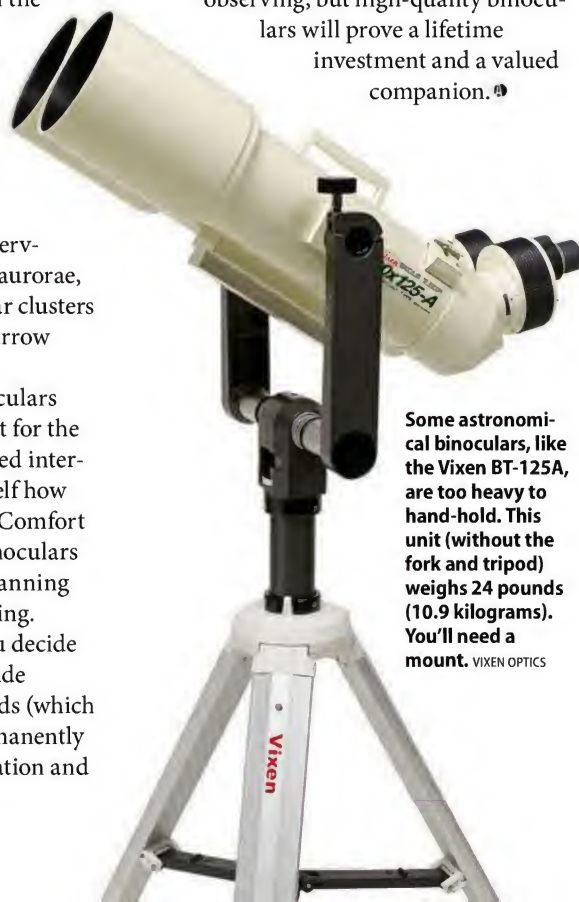 the
observing, but high-quality binocu-
lars will prove a lifetime
investment and a valued
companion.
erv-
aurorae,
ar clusters
rrow
culars
t for the
ed inter-
elf how
Comfort
noculars
anning
ing.
u decide
de
ds (which
manently
ation and
0x125-A
Some astronomi-
cal binoculars, like
the Vixen BT-125A,
are too heavy to
hand-hold. This
unit (without the
fork and tripod)
weighs 24 pounds
(10.9 kilograms).
You'll need a
mount. VIXEN OPTICS
Vixen